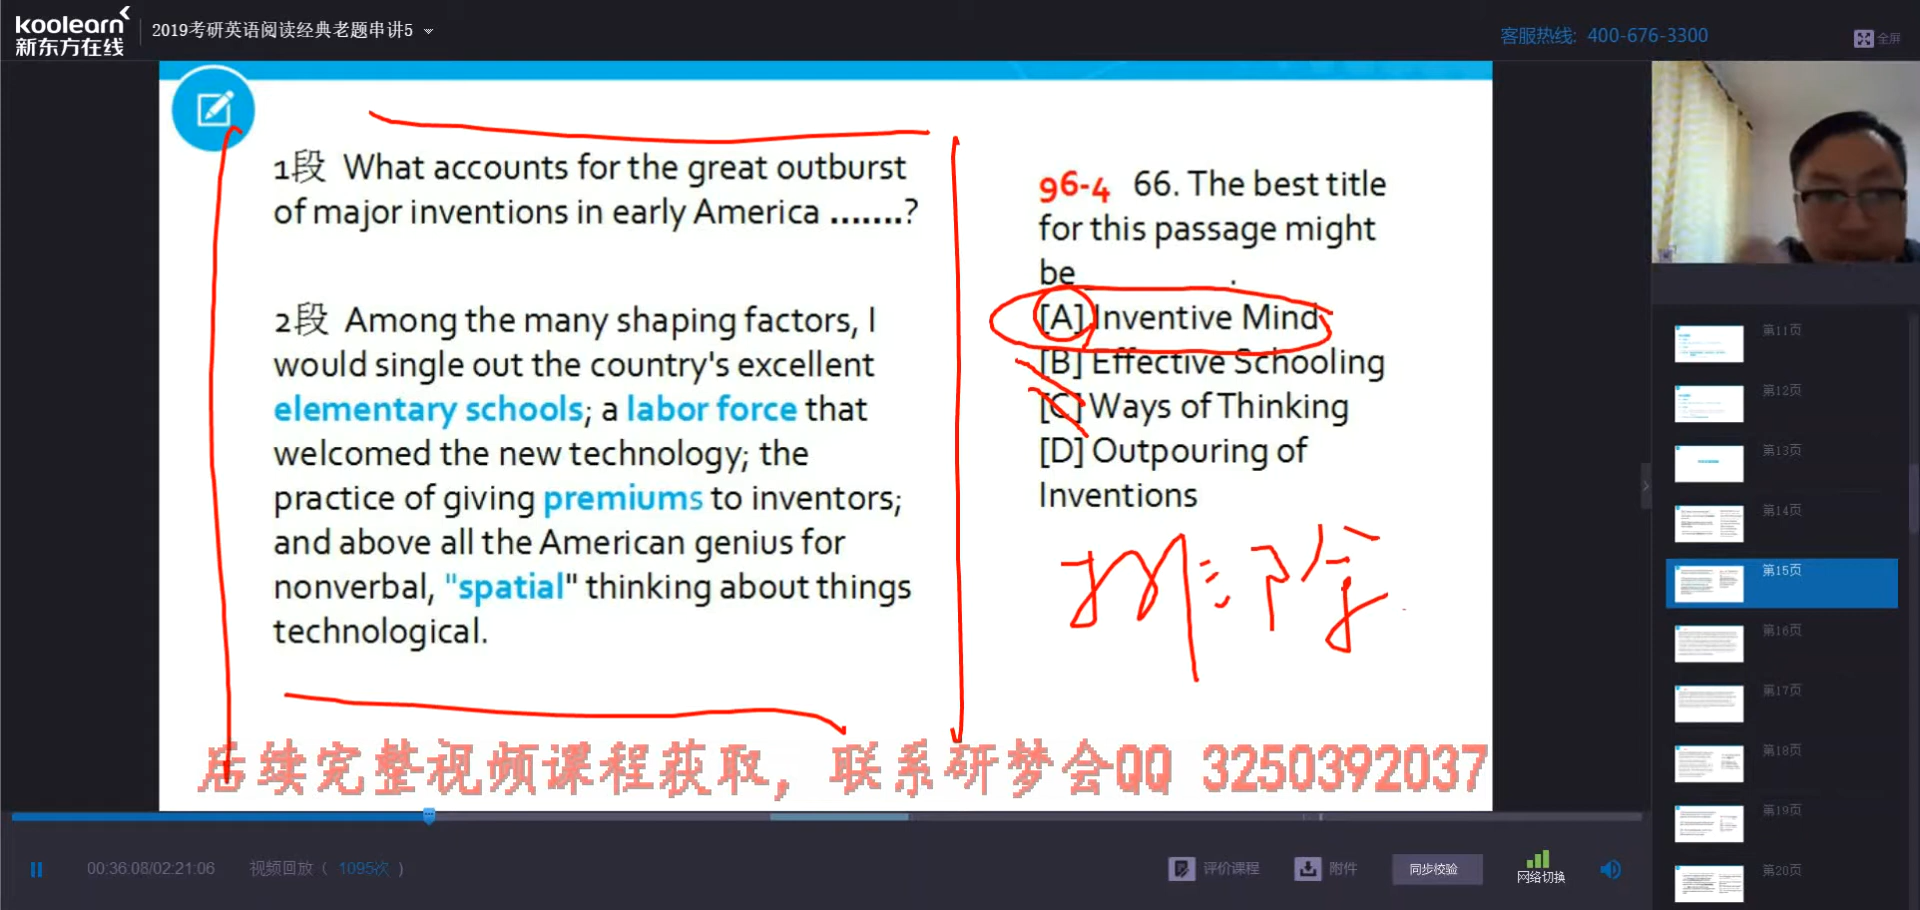 koolearn
新东方在线
2019考研英语阅读经典老题串讲5
客服热线: 400-676-3300
全屏
1段 What accounts for the great outburst
of major inventions in early America .......?
2段 Among the many shaping factors, I
would single out the country's excellent
elementary schools; a labor force that
welcomed the new technology; the
practice of giving premiums to inventors;
and above all the American genius for
nonverbal, "spatial" thinking about things
technological.
96-4 66. The best title
for this passage might
be ________ .
[A] Inventive Mind
[B] Effective Schooling
[C] Ways of Thinking
[D] Outpouring of
Inventions
排除
后续完整视频课程获取，联系研梦会QQ 3250392037
第11页
第12页
第13页
第14页
第15页
第16页
第17页
第18页
第19页
第20页
00:36:08/02:21:06
视频回放（ 1095次 ）
评价课程
附件
同步校验
网络切换